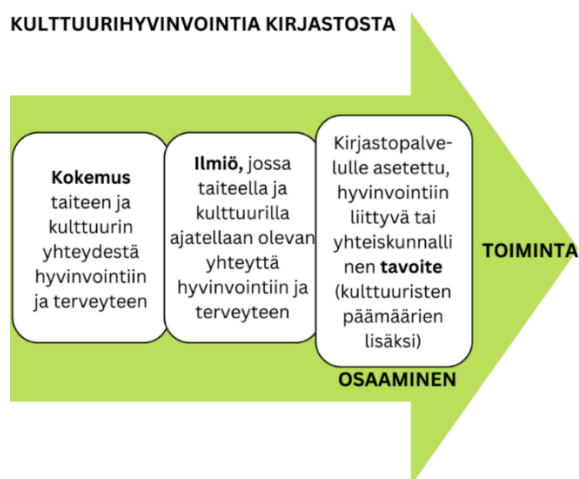 KULTTUURIHYVINVOINTIA KIRJASTOSTA
Kokemus
taiteen ja
kulttuurin
yhteydestä
hyvinvointiin
ja terveyteen
Ilmiö, jossa
taiteella ja
kulttuurilla
ajatellaan olevan
yhteyttä
hyvinvointiin ja
terveyteen
Kirjastopalve-
lulle asetettu,
hyvinvointiin
liittyvä tai
yhteiskunnalli
nen tavoite
(kulttuuristen
päämäärien
lisäksi)
TOIMINTA
OSAAMINEN